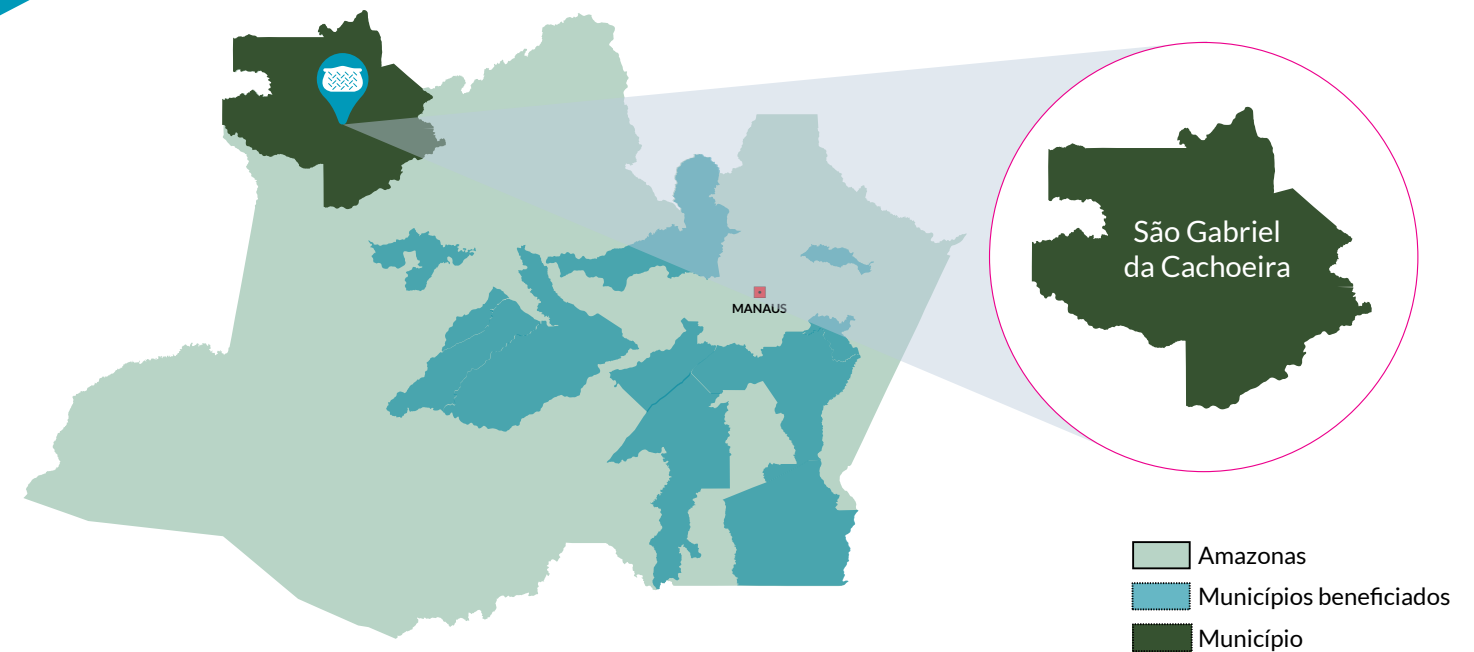 MANAUS
São Gabriel
da Cachoeira
Amazonas
Municípios beneficiados
Município